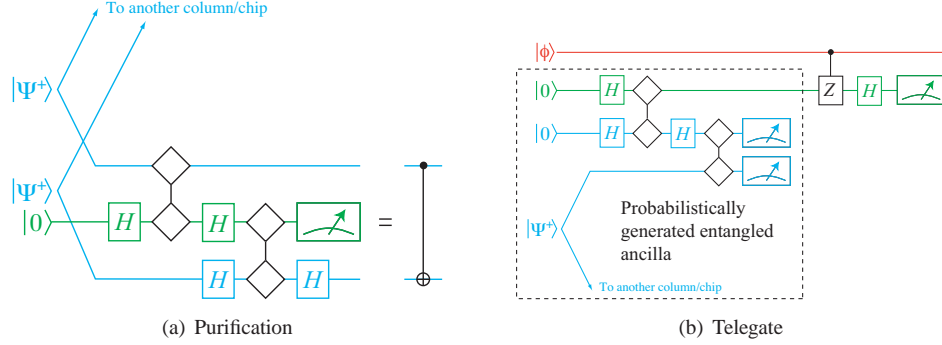 To another column/chip
|Ψ⁺⟩
|Ψ⁺⟩
|0⟩
H
H
H
H
=
(a) Purification
|ϕ⟩
|0⟩
H
Z
H
|0⟩
H
H
|Ψ⁺⟩
Probabilistically
generated entangled
ancilla
To another column/chip
(b) Telegate